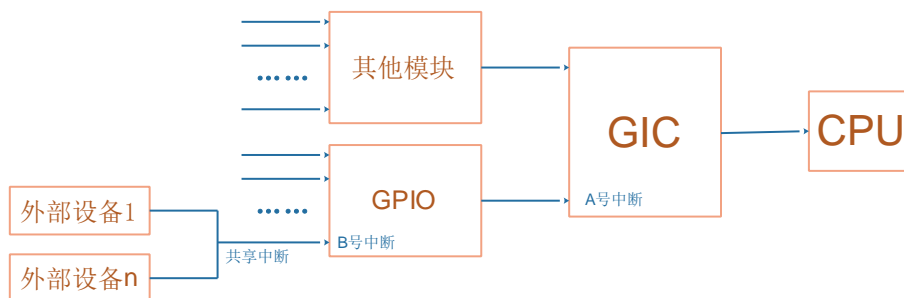 其他模块
……
GIC
CPU
A号中断
GPIO
……
B号中断
外部设备1
共享中断
外部设备n